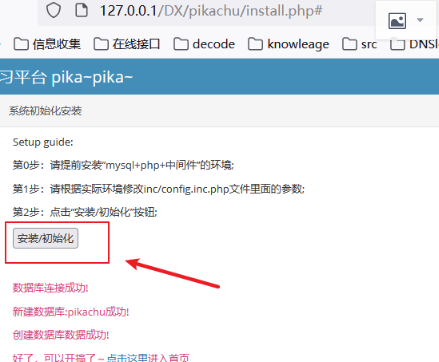 127.0.0.1/DX/pikachu/install.php#
信息收集 在线接口 decode knowleage src DNSl
习平台 pika~pika~
系统初始化安装
Setup guide:
第0步：请提前安装“mysql+php+中间件”的环境;
第1步：请根据实际环境修改inc/config.inc.php文件里面的参数;
第2步：点击“安装/初始化”按钮;
安装/初始化
数据库连接成功!
新建数据库:pikachu成功!
创建数据库数据成功!
好了，可以开搞了～点击这里进入首页